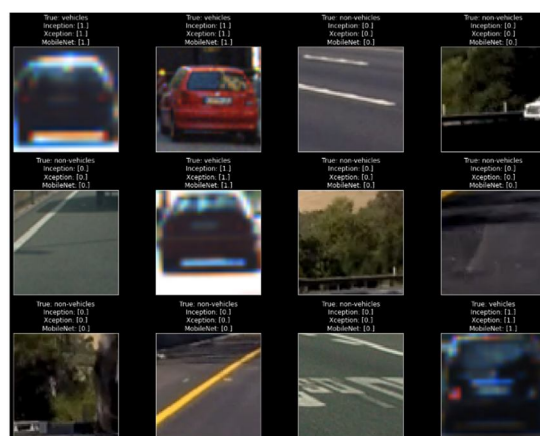 True: vehicles
Inception: [1.]
Xception: [1.]
MobileNet: [1.]
True: vehicles
Inception: [1.]
Xception: [1.]
MobileNet: [1.]
True: non-vehicles
Inception: [0.]
Xception: [0.]
MobileNet: [0.]
True: non-vehicles
Inception: [0.]
Xception: [0.]
MobileNet: [0.]
True: non-vehicles
Inception: [0.]
Xception: [0.]
MobileNet: [0.]
True: vehicles
Inception: [1.]
Xception: [1.]
MobileNet: [1.]
True: non-vehicles
Inception: [0.]
Xception: [0.]
MobileNet: [0.]
True: non-vehicles
Inception: [0.]
Xception: [0.]
MobileNet: [0.]
True: non-vehicles
Inception: [0.]
Xception: [0.]
MobileNet: [0.]
True: non-vehicles
Inception: [0.]
Xception: [0.]
MobileNet: [0.]
True: non-vehicles
Inception: [0.]
Xception: [0.]
MobileNet: [0.]
True: vehicles
Inception: [1.]
Xception: [1.]
MobileNet: [1.]